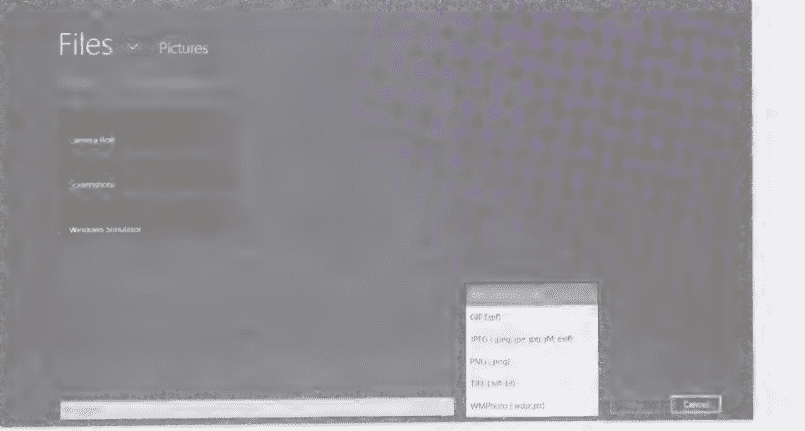 Files Pictures
Camera Roll
Screenshots
Windows Simulator
GIF (.gif)
JPEG (.jpeg;.jpe;.jpg;.jfif;.exif)
PNG (.png)
TIFF (.tiff;.tif)
WMPhoto (.wdp;.jxr)
Cancel